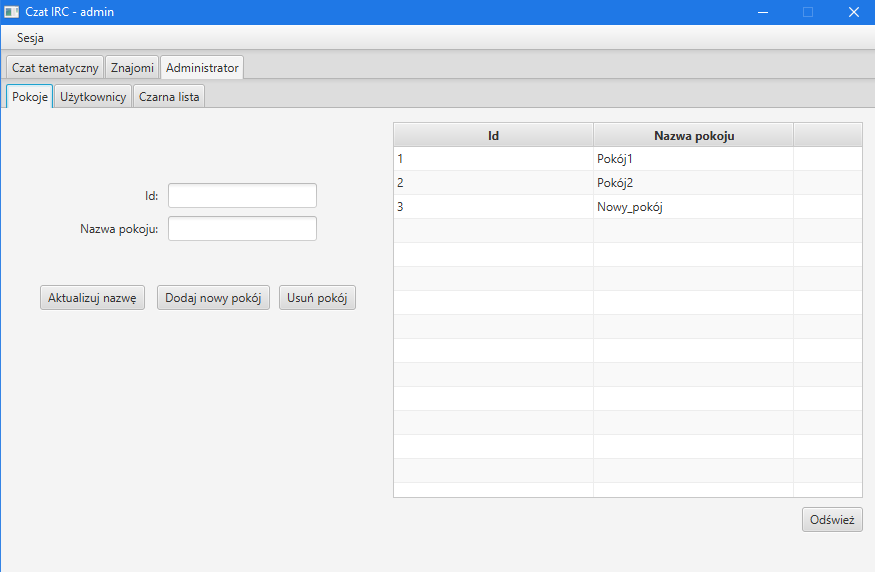 Czat IRC - admin
Sesja
Czat tematyczny Znajomi Administrator
Pokoje Użytkownicy Czarna lista
Id:
Nazwa pokoju:
Aktualizuj nazwę Dodaj nowy pokój Usuń pokój
Id Nazwa pokoju
1 Pokój1
2 Pokój2
3 Nowy_pokój
Odśwież